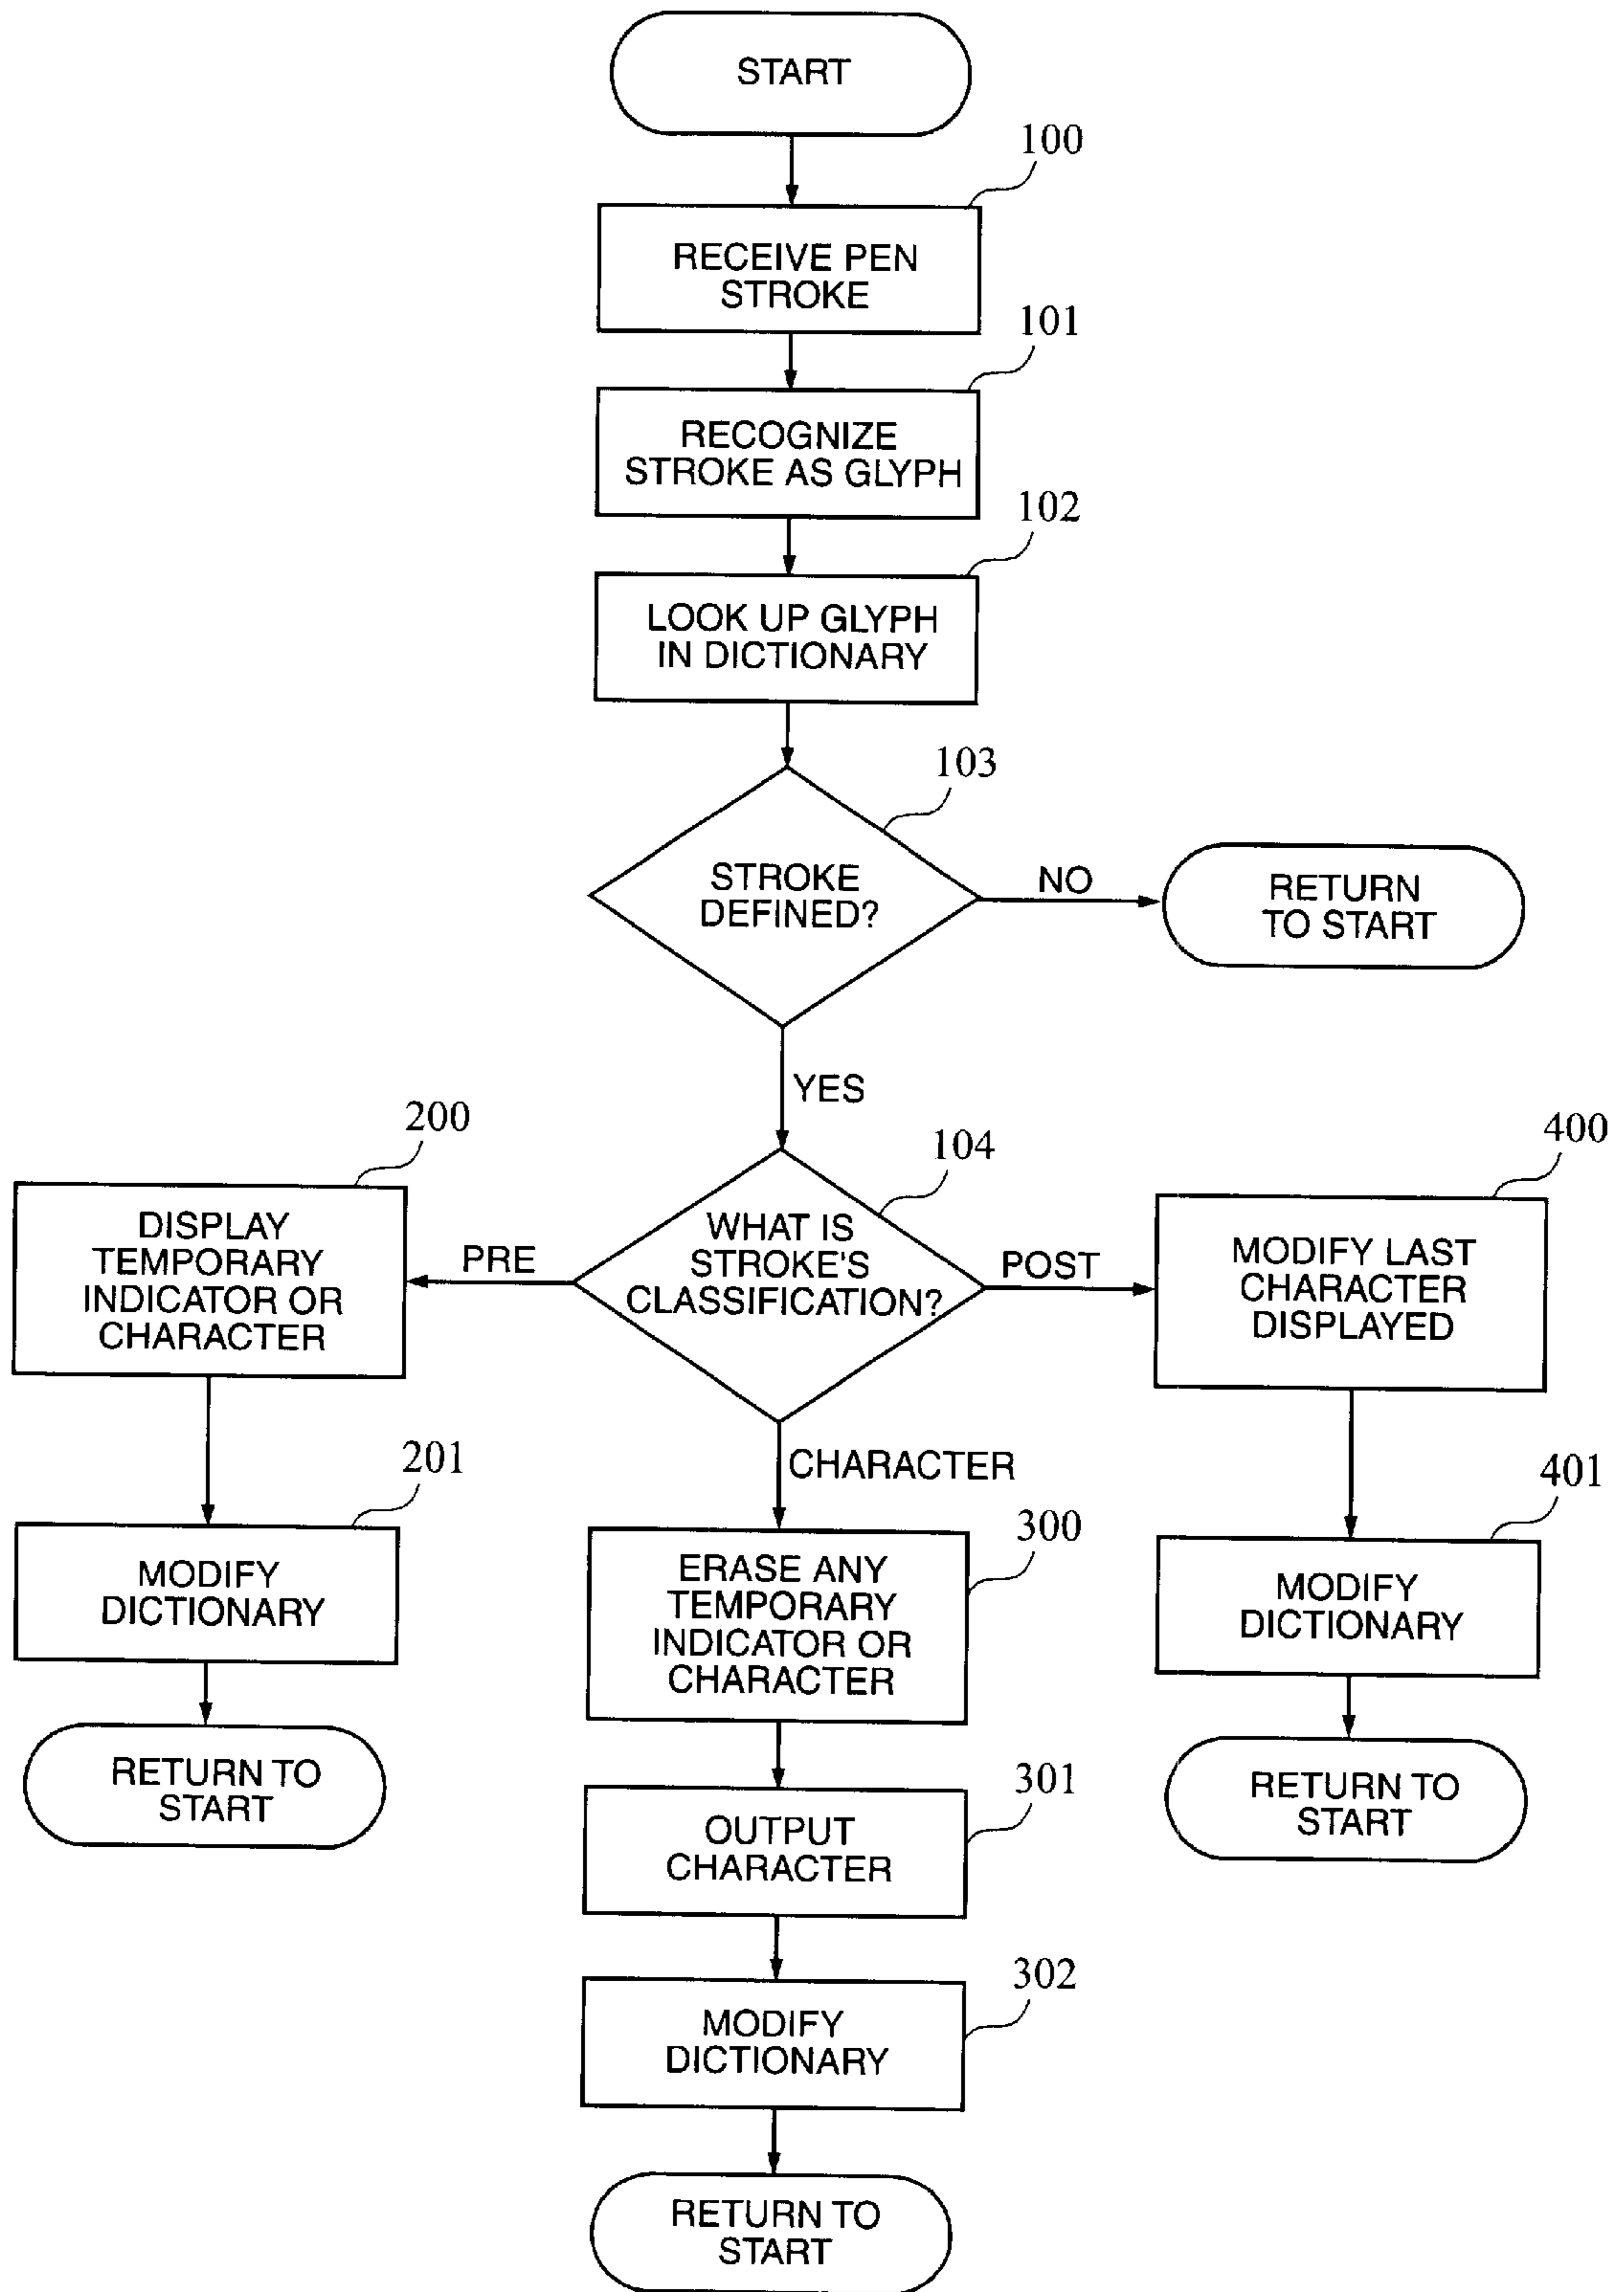 START
100
RECEIVE PEN
STROKE
101
RECOGNIZE
STROKE AS GLYPH
102
LOOK UP GLYPH
IN DICTIONARY
103
STROKE
DEFINED?
NO
RETURN
TO START
YES
104
WHAT IS
STROKE'S
CLASSIFICATION?
PRE
200
DISPLAY
TEMPORARY
INDICATOR OR
CHARACTER
201
MODIFY
DICTIONARY
RETURN TO
START
CHARACTER
300
ERASE ANY
TEMPORARY
INDICATOR OR
CHARACTER
301
OUTPUT
CHARACTER
302
MODIFY
DICTIONARY
RETURN TO
START
POST
400
MODIFY LAST
CHARACTER
DISPLAYED
401
MODIFY
DICTIONARY
RETURN TO
START